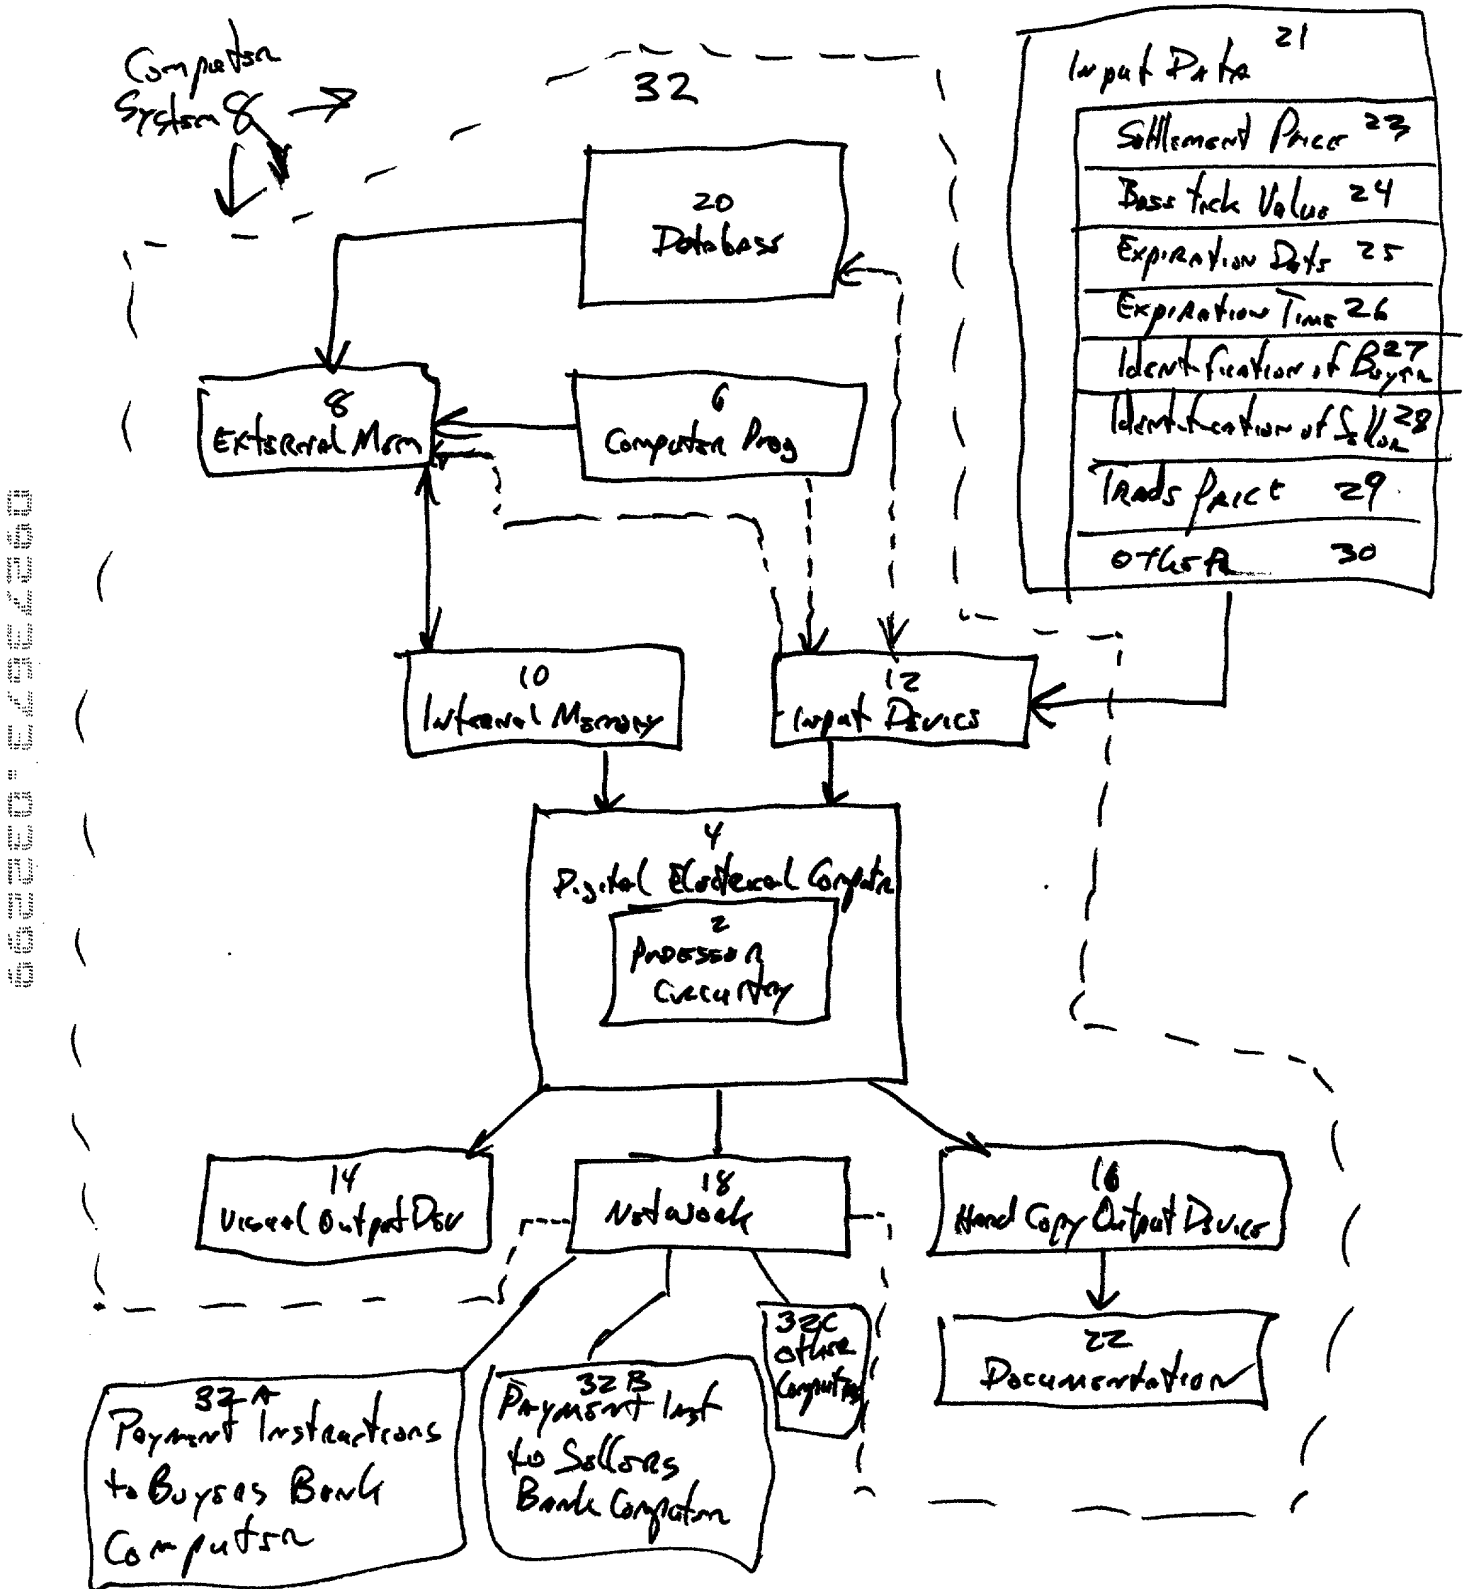 Computer
System 8
32
21
Input Data
Settlement Price 23
Base Tick Value 24
Expiration Date 25
Expiration Time 26
Identification of Buyer 27
Identification of Seller 28
Trade Price 29
Other 30
20
Database
8
External Mem
6
Computer Prog
10
Internal Memory
12
Input Device
4
Digital Electrical Computer
2
Processor
Circuitry
14
Visual Output Dev
18
Network
16
Hard Copy Output Device
32A
Payment Instructions
to Buyers Bank
Computer
32B
Payment Inst
to Sellers
Bank Computer
32C
Other
Computers
22
Documentation